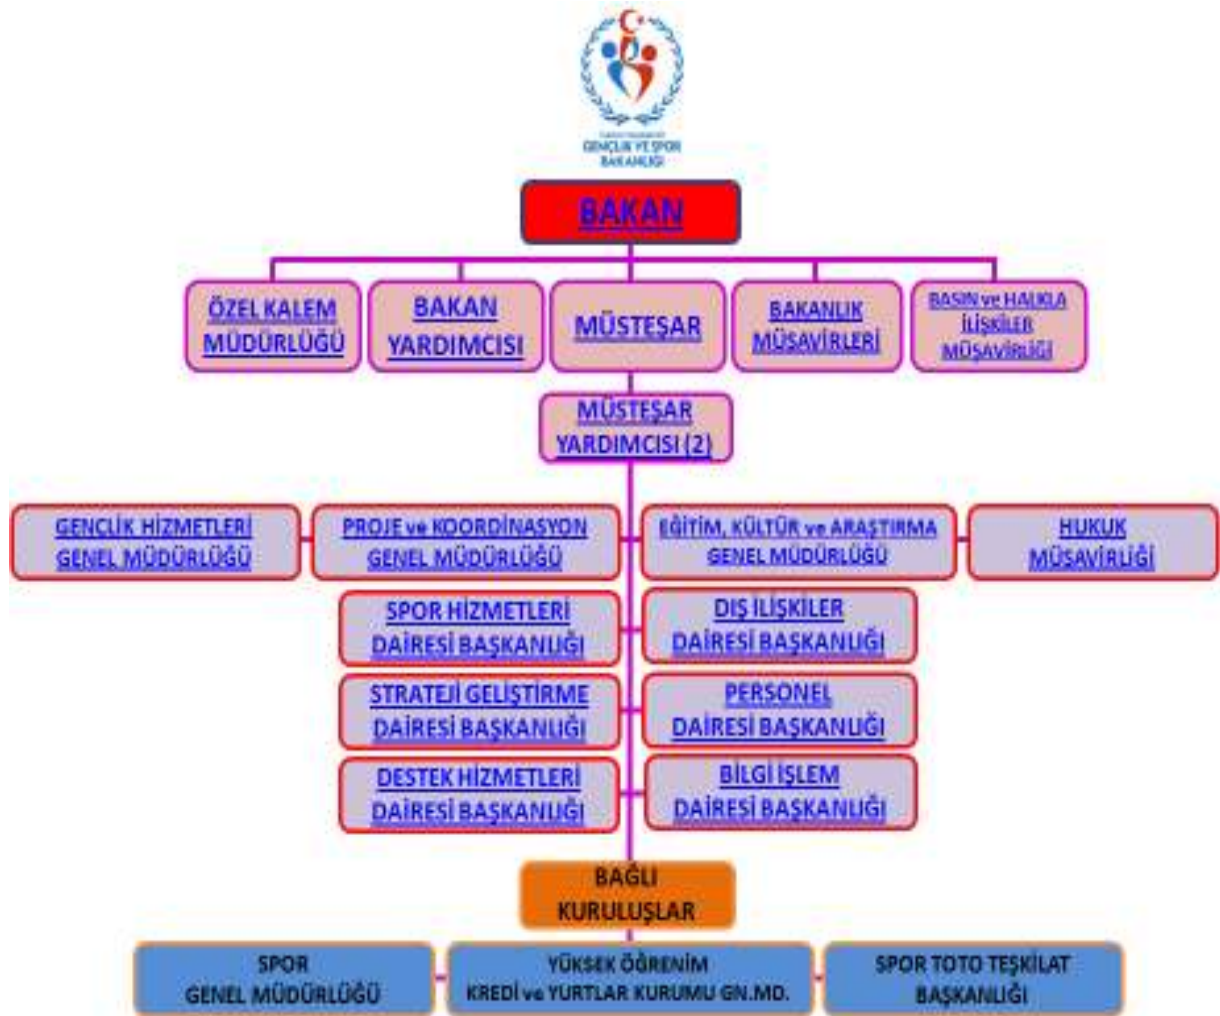 GENÇLİK VE SPOR
BAKANLIĞI
BAKAN
ÖZEL KALEM
MÜDÜRLÜĞÜ
BAKAN
YARDIMCISI
MÜSTEŞAR
BAKANLIK
MÜŞAVİRLERİ
BASIN ve HALKLA
İLİŞKİLER
MÜŞAVİRLİĞİ
MÜSTEŞAR
YARDIMCISI (2)
GENÇLİK HİZMETLERİ
GENEL MÜDÜRLÜĞÜ
PROJE ve KOORDİNASYON
GENEL MÜDÜRLÜĞÜ
EĞİTİM, KÜLTÜR ve ARAŞTIRMA
GENEL MÜDÜRLÜĞÜ
HUKUK
MÜŞAVİRLİĞİ
SPOR HİZMETLERİ
DAİRESİ BAŞKANLIĞI
DIŞ İLİŞKİLER
DAİRESİ BAŞKANLIĞI
STRATEJİ GELİŞTİRME
DAİRESİ BAŞKANLIĞI
PERSONEL
DAİRESİ BAŞKANLIĞI
DESTEK HİZMETLERİ
DAİRESİ BAŞKANLIĞI
BİLGİ İŞLEM
DAİRESİ BAŞKANLIĞI
BAĞLI
KURULUŞLAR
SPOR
GENEL MÜDÜRLÜĞÜ
YÜKSEK ÖĞRENİM
KREDİ ve YURTLAR KURUMU GN.MD.
SPOR TOTO TEŞKİLAT
BAŞKANLIĞI